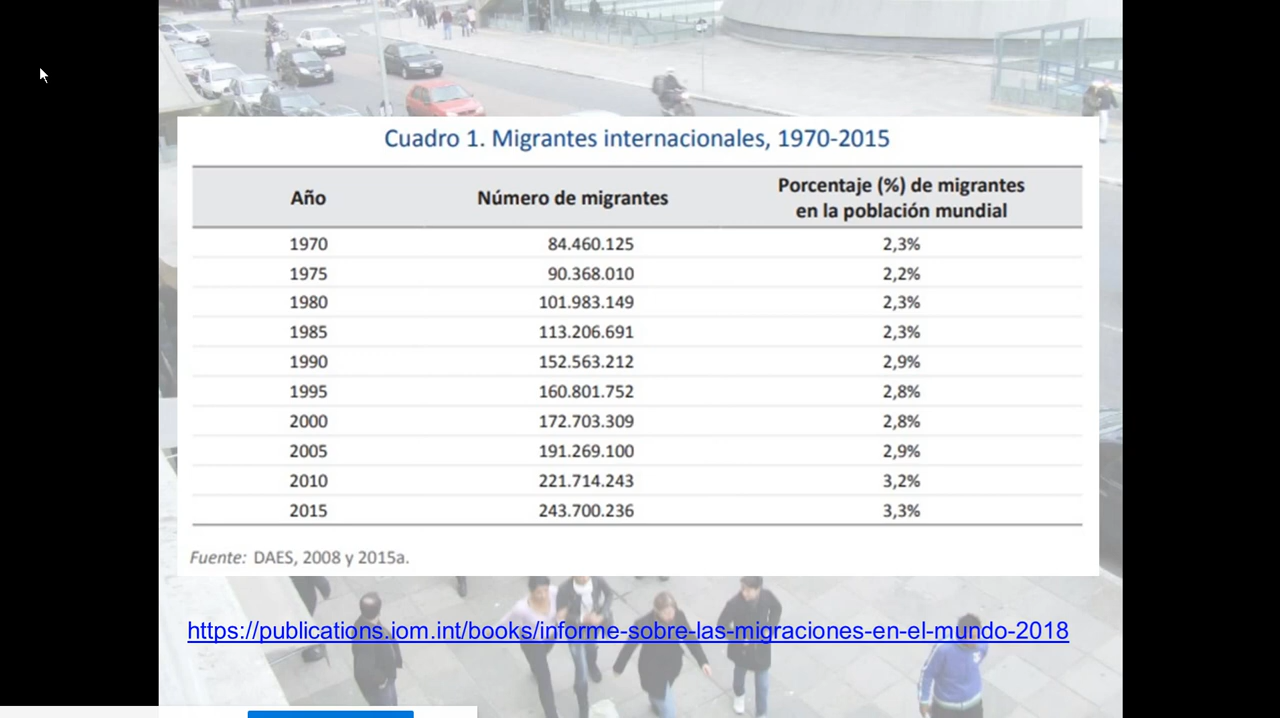 Cuadro 1. Migrantes internacionales, 1970-2015
Año Número de migrantes Porcentaje (%) de migrantes
en la población mundial
1970 84.460.125 2,3%
1975 90.368.010 2,2%
1980 101.983.149 2,3%
1985 113.206.691 2,3%
1990 152.563.212 2,9%
1995 160.801.752 2,8%
2000 172.703.309 2,8%
2005 191.269.100 2,9%
2010 221.714.243 3,2%
2015 243.700.236 3,3%
Fuente: DAES, 2008 y 2015a.
https://publications.iom.int/books/informe-sobre-las-migraciones-en-el-mundo-2018